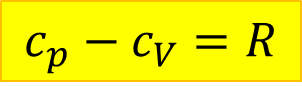 c_p − c_V = R